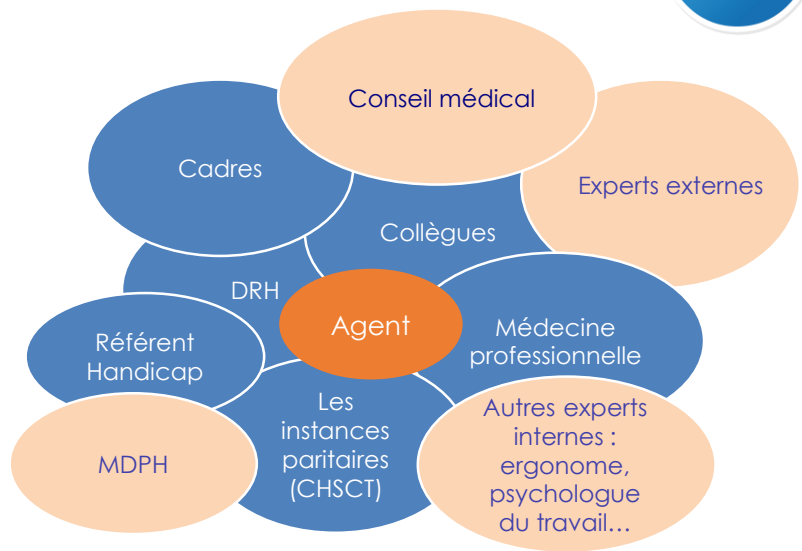 Conseil médical
Cadres
Experts externes
Collègues
DRH
Agent
Référent
Handicap
Médecine
professionnelle
Les
instances
paritaires
(CHSCT)
MDPH
Autres experts
internes :
ergonome,
psychologue
du travail…